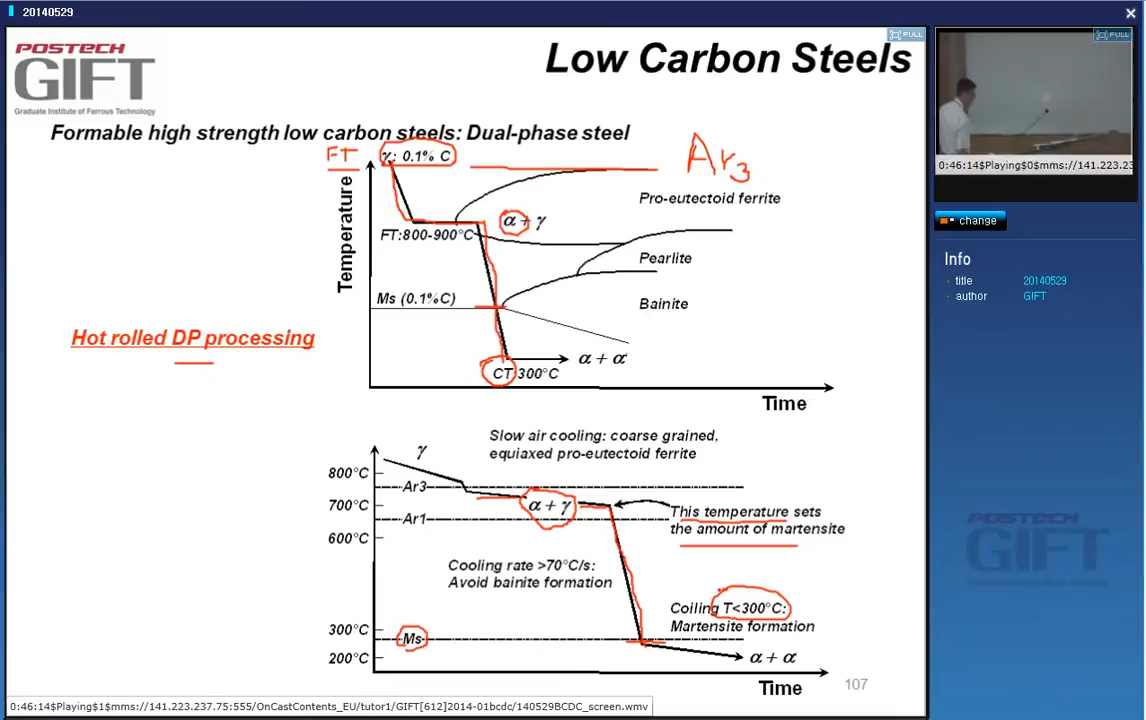 20140529
FULL
FULL
POSTECH
GIFT
Graduate Institute of Ferrous Technology
Low Carbon Steels
Formable high strength low carbon steels: Dual-phase steel
FT
γ: 0.1% C
Ar3
Temperature
Pro-eutectoid ferrite
α + γ
FT:800-900°C
Pearlite
Ms (0.1%C)
Bainite
Hot rolled DP processing
α + α
CT:300°C
Time
Slow air cooling: coarse grained,
equiaxed pro-eutectoid ferrite
γ
800°C
Ar3
700°C
α + γ
This temperature sets
the amount of martensite
Ar1
600°C
Cooling rate >70°C/s:
Avoid bainite formation
Coiling T<300°C:
Martensite formation
300°C
Ms
200°C
α + α
Time
107
0:46:14$Playing$1$mms://141.223.237.75:555/OnCastContents_EU/tutor1/GIFT[612]2014-01bcdc/140529BCDC_screen.wmv
0:46:14$Playing$0$mms://141.223.23
change
Info
title
20140529
author
GIFT
POSTECH
GIFT